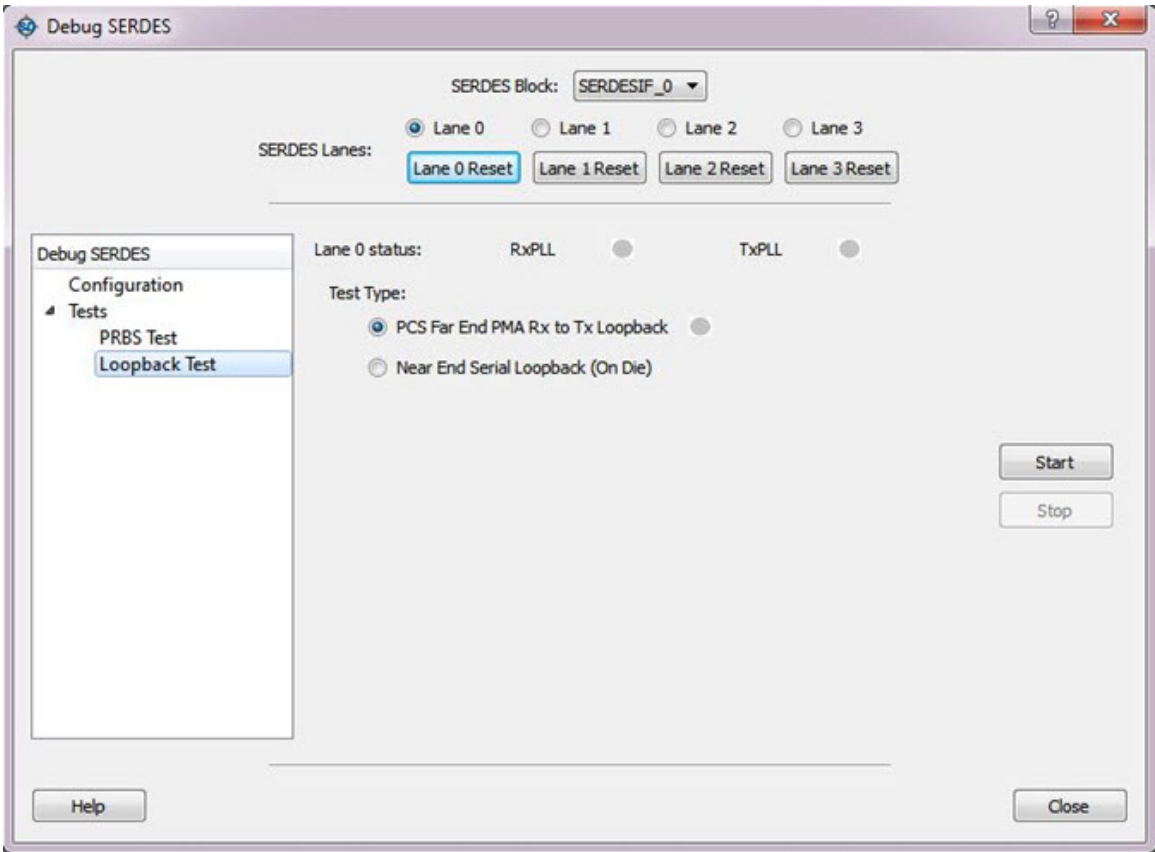 Debug SERDES
SERDES Block: SERDESIF_0
Lane 0 Lane 1 Lane 2 Lane 3
SERDES Lanes:
Lane 0 Reset Lane 1 Reset Lane 2 Reset Lane 3 Reset
Debug SERDES
Configuration
Tests
PRBS Test
Loopback Test
Lane 0 status: RxPLL TxPLL
Test Type:
PCS Far End PMA Rx to Tx Loopback
Near End Serial Loopback (On Die)
Start
Stop
Help
Close